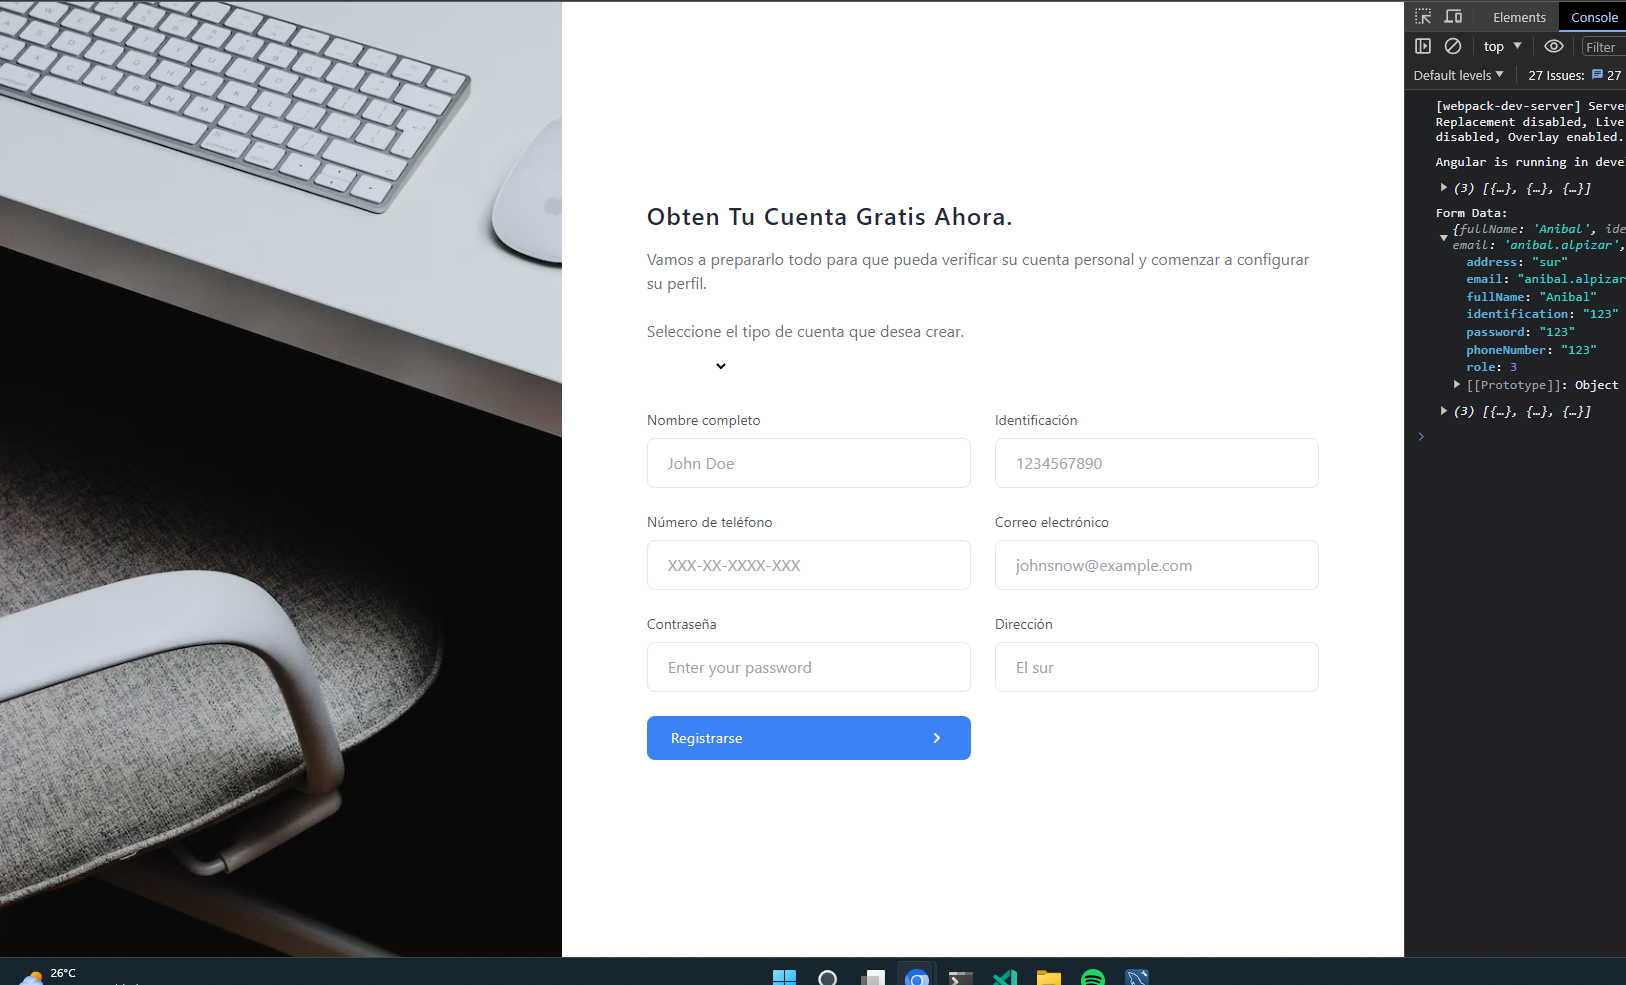 Elements
Console
top
Filter
Default levels
27 Issues:
27
[webpack-dev-server]
Replacement disabled, Live
disabled, Overlay enabled.
Angular is running in
(3) [{…}, {…}, {…}]
Form Data:
{fullName: 'Anibal',
email: 'anibal.alpizar',
address: "sur"
email: "anibal.alpizar
fullName: "Anibal"
identification: "123"
password: "123"
phoneNumber: "123"
role: 3
[[Prototype]]: Object
(3) [{…}, {…}, {…}]
Obten Tu Cuenta Gratis Ahora.
Vamos a prepararlo todo para que pueda verificar su cuenta personal y comenzar a configurar
su perfil.
Seleccione el tipo de cuenta que desea crear.
Nombre completo
Identificación
John Doe
1234567890
Número de teléfono
Correo electrónico
XXX-XX-XXXX-XXX
johnsnow@example.com
Contraseña
Dirección
Enter your password
El sur
Registrarse
26°C